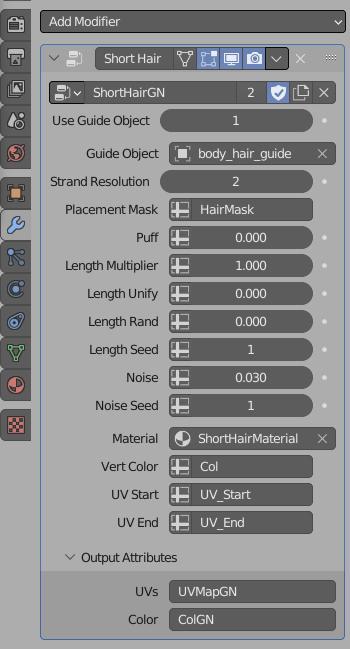 Add Modifier
Short Hair
ShortHairGN 2
Use Guide Object 1
Guide Object body_hair_guide
Strand Resolution 2
Placement Mask HairMask
Puff 0.000
Length Multiplier 1.000
Length Unify 0.000
Length Rand 0.000
Length Seed 1
Noise 0.030
Noise Seed 1
Material ShortHairMaterial
Vert Color Col
UV Start UV_Start
UV End UV_End
Output Attributes
UVs UVMapGN
Color ColGN